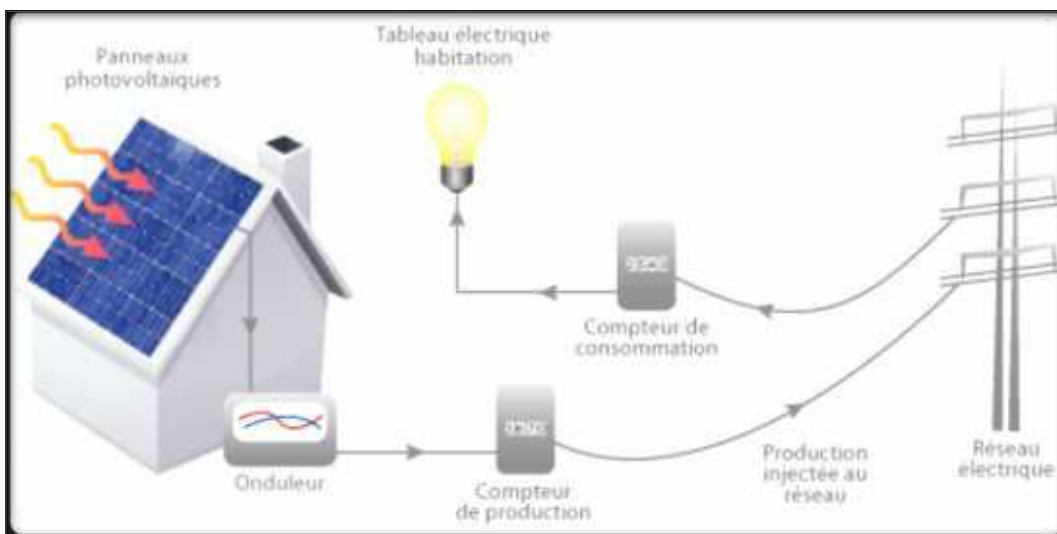 Panneaux
photovoltaïques
Tableau électrique
habitation
Compteur de
consommation
Onduleur
Compteur
de production
Production
injectée au
réseau
Réseau
électrique